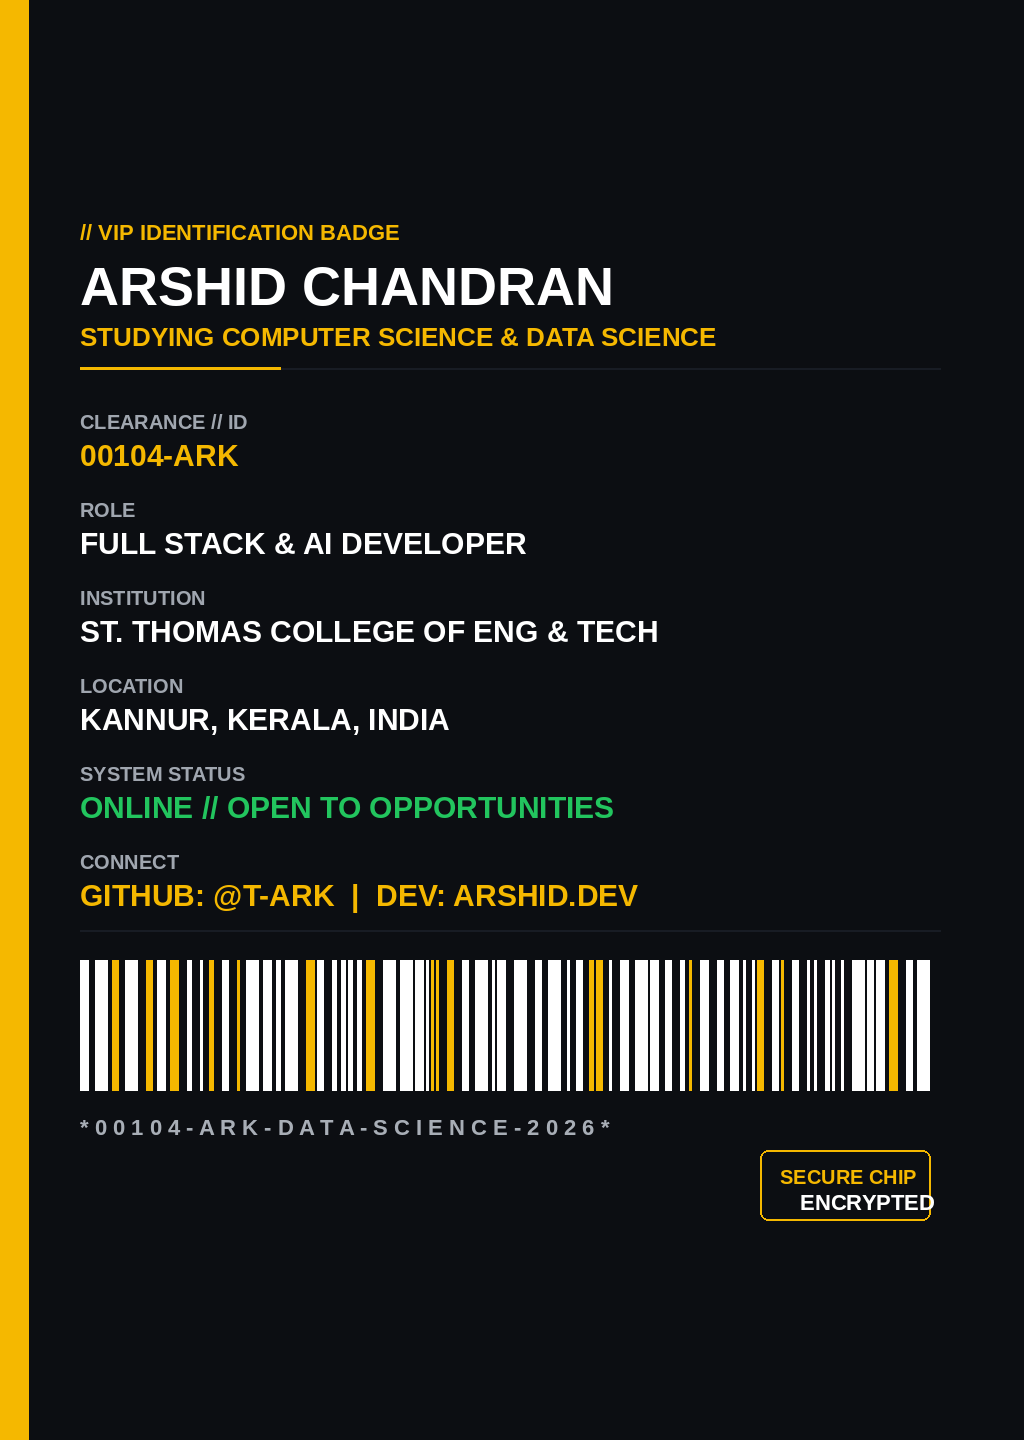 // VIP IDENTIFICATION BADGE
ARSHID CHANDRAN
STUDYING COMPUTER SCIENCE & DATA SCIENCE
CLEARANCE // ID
00104-ARK
ROLE
FULL STACK & AI DEVELOPER
INSTITUTION
ST. THOMAS COLLEGE OF ENG & TECH
LOCATION
KANNUR, KERALA, INDIA
SYSTEM STATUS
ONLINE // OPEN TO OPPORTUNITIES
CONNECT
GITHUB: @T-ARK | DEV: ARSHID.DEV
*00104-ARK-DATA-SCIENCE-2026*
SECURE CHIP
ENCRYPTED